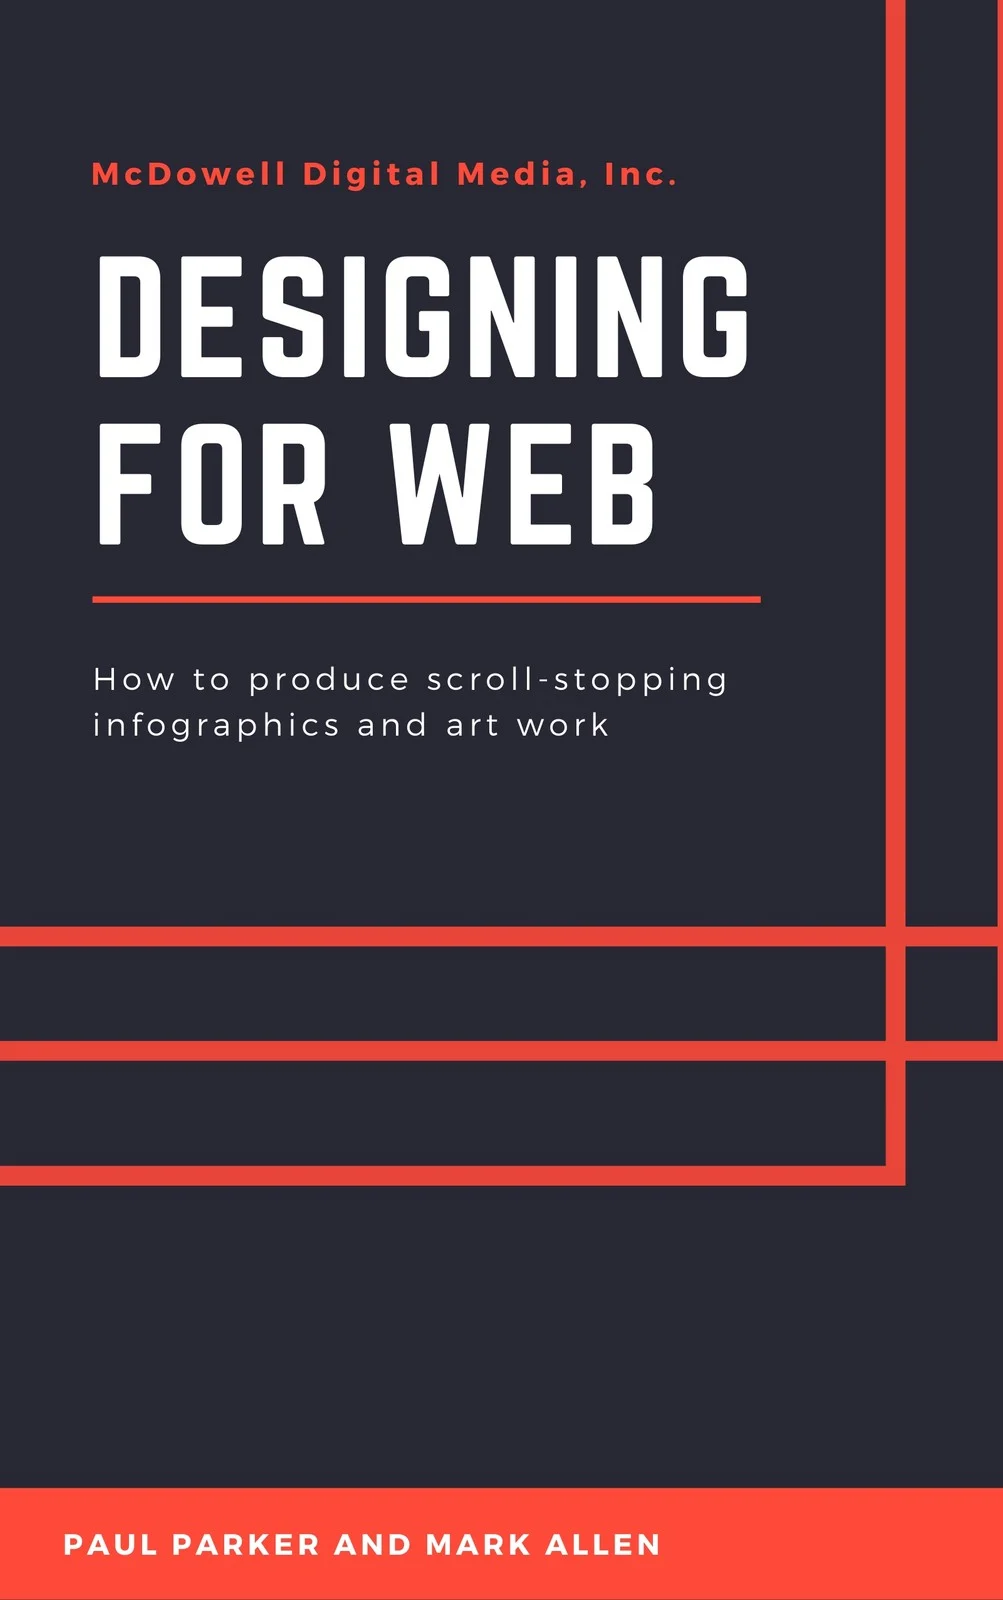 McDowell Digital Media, Inc.
DESIGNING
FOR WEB
How to produce scroll-stopping
infographics and art work
PAUL PARKER AND MARK ALLEN